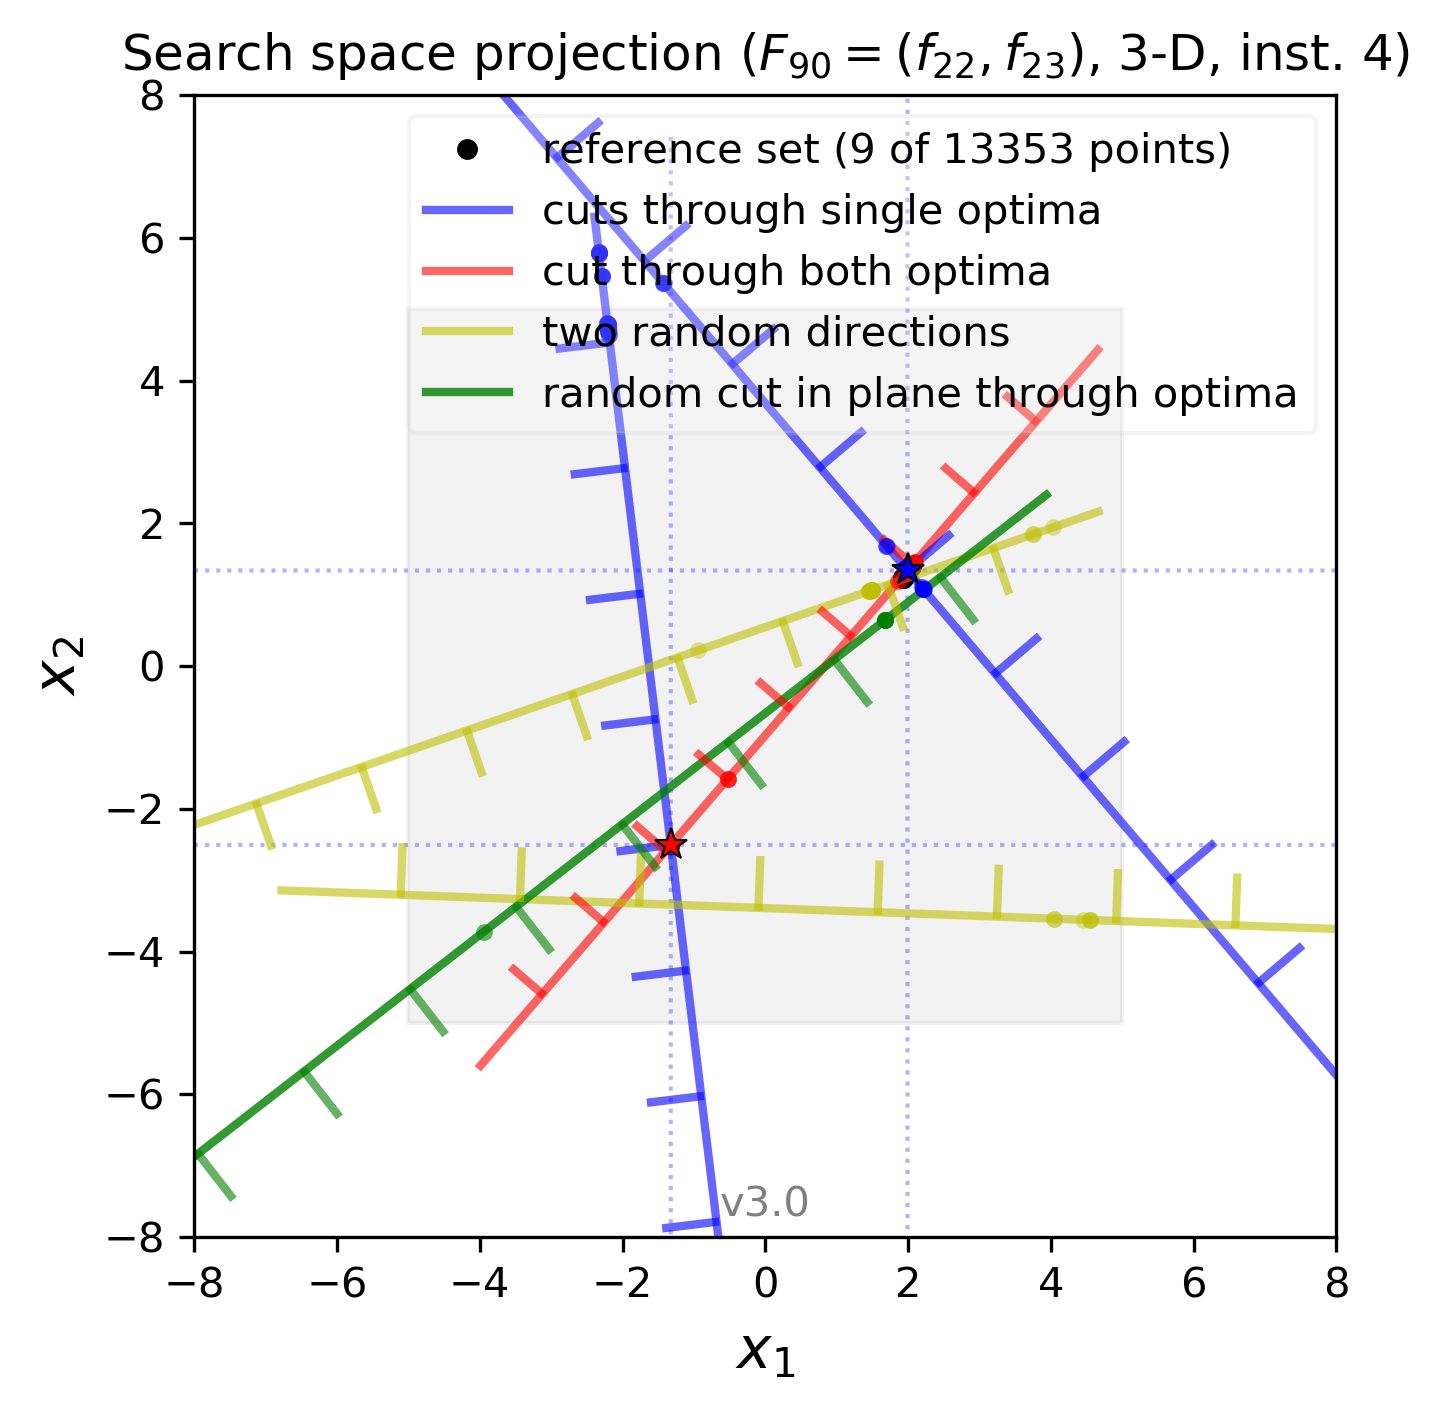 Search space projection (F₉₀ = (f₂₂, f₂₃), 3-D, inst. 4)
reference set (9 of 13353 points)
cuts through single optima
cut through both optima
two random directions
random cut in plane through optima
8
6
4
2
0
−2
−4
−6
−8
x₂
v3.0
−8 −6 −4 −2 0 2 4 6 8
x₁